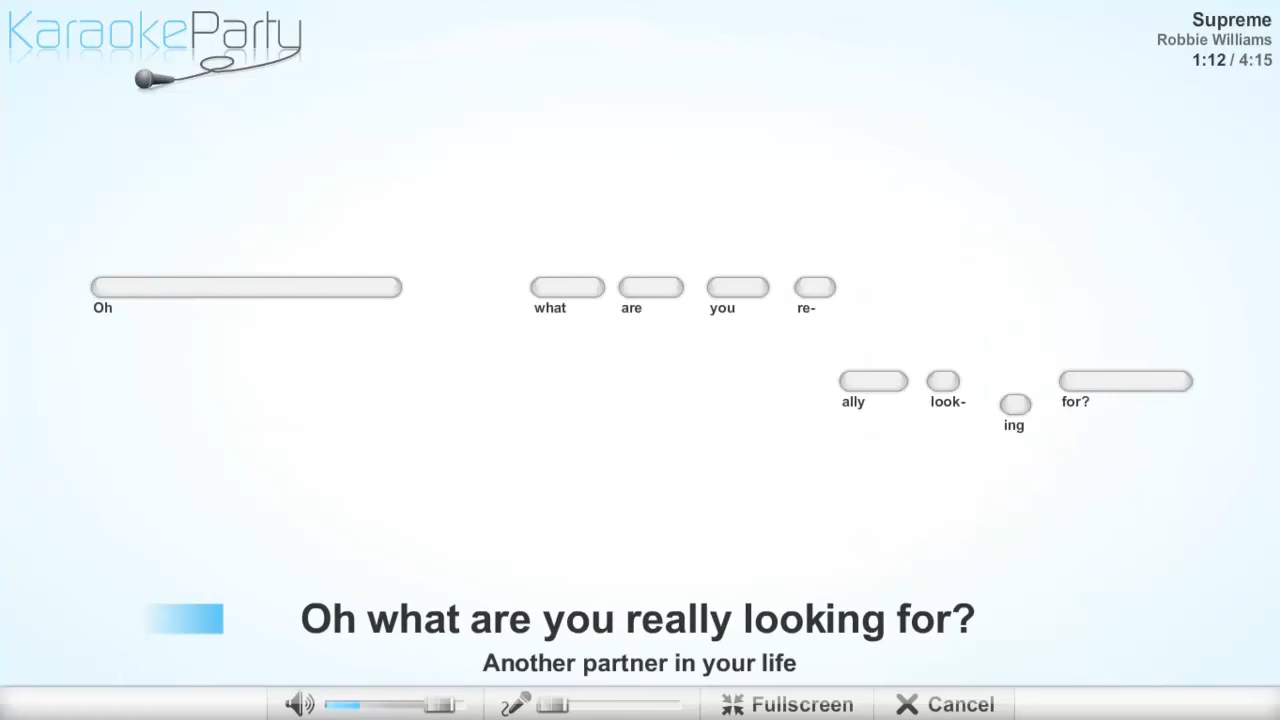 KaraokeParty
Supreme
Robbie Williams
1:12 / 4:15
Oh what are you re-
ally look- for?
ing
Oh what are you really looking for?
Another partner in your life
Fullscreen Cancel